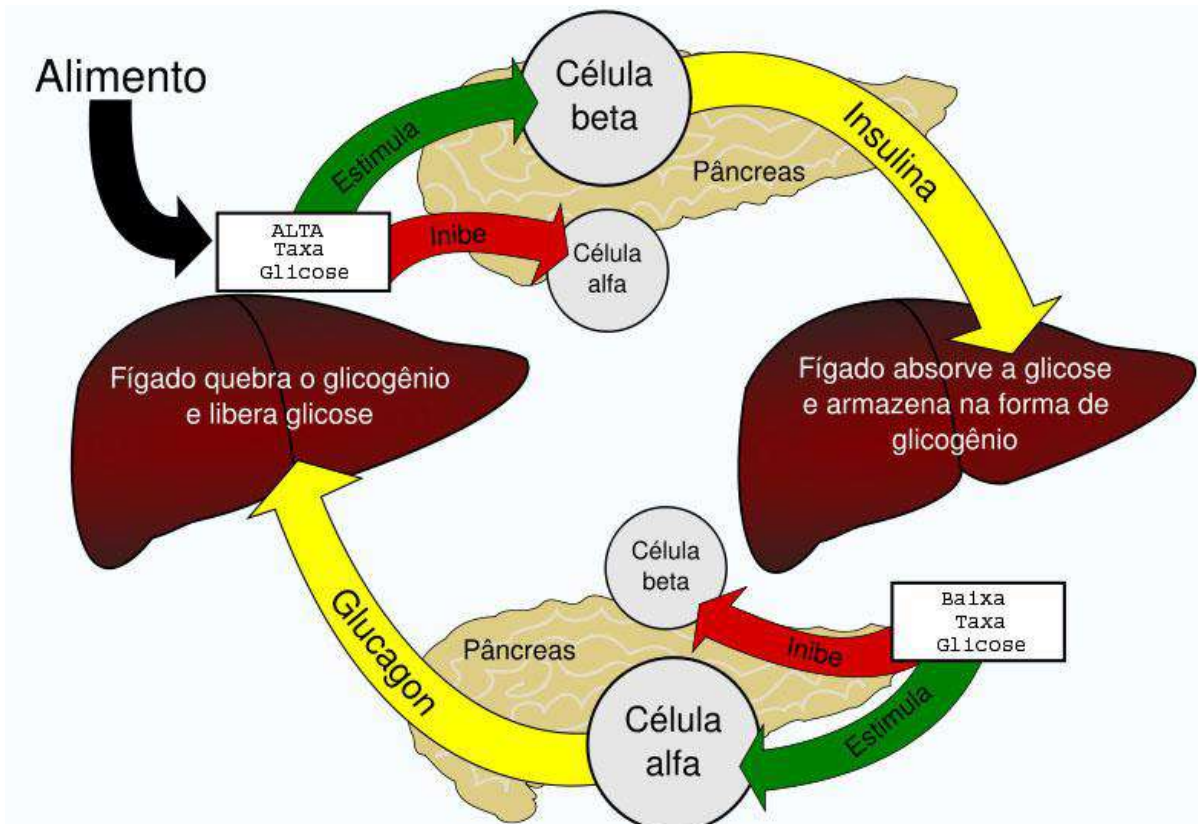 Alimento
Estimula
Célula
beta
Insulina
Pâncreas
ALTA
Taxa
Glicose
Inibe
Célula
alfa
Fígado quebra o glicogênio
e libera glicose
Fígado absorve a glicose
e armazena na forma de
glicogênio
Célula
beta
Baixa
Taxa
Glicose
Inibe
Pâncreas
Glucagon
Célula
alfa
Estimula